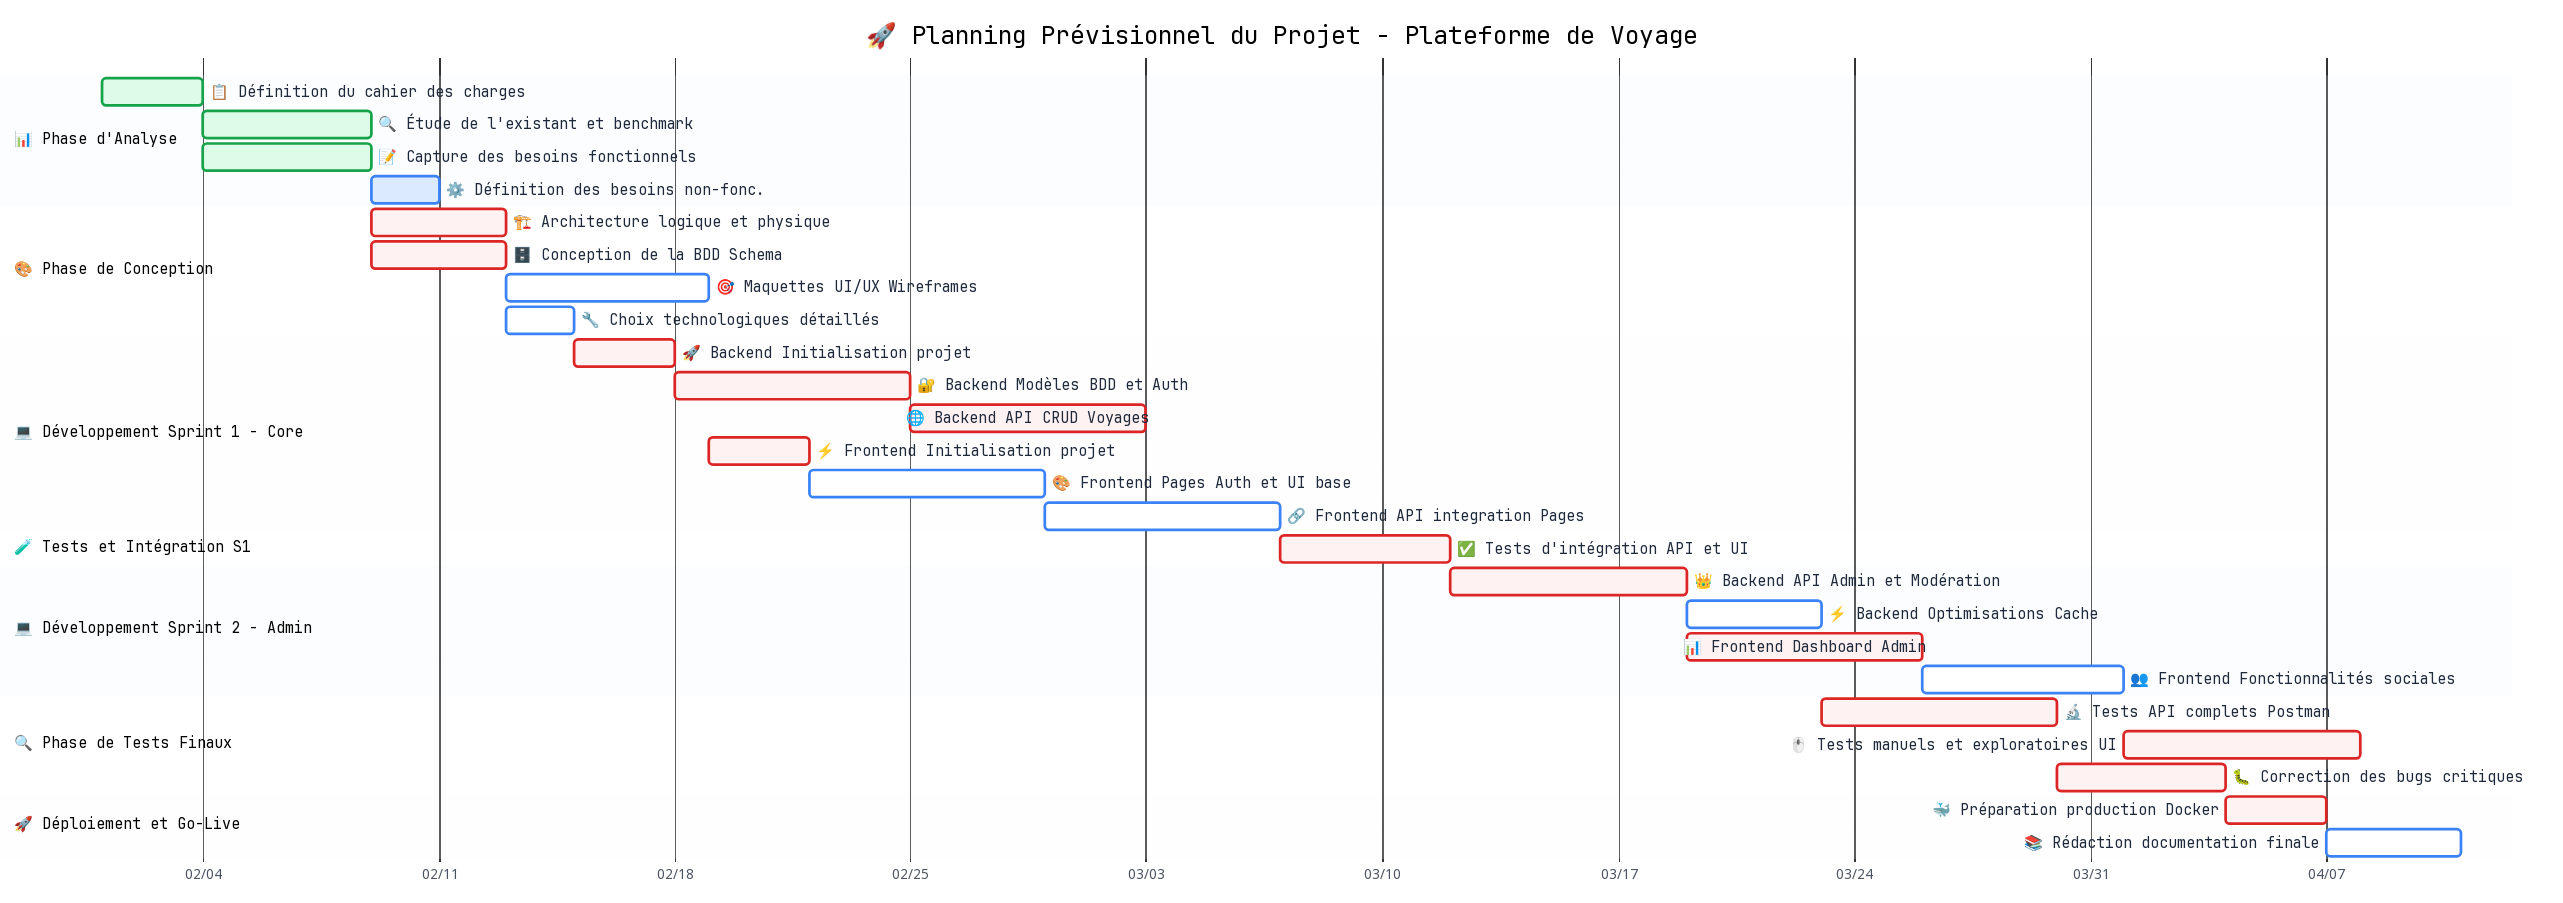 🚀 Planning Prévisionnel du Projet - Plateforme de Voyage
📊 Phase d'Analyse
📋 Définition du cahier des charges
🔍 Étude de l'existant et benchmark
📝 Capture des besoins fonctionnels
⚙️ Définition des besoins non-fonc.
🎨 Phase de Conception
🏗️ Architecture logique et physique
🗄️ Conception de la BDD Schema
🎯 Maquettes UI/UX Wireframes
🔧 Choix technologiques détaillés
💻 Développement Sprint 1 - Core
🚀 Backend Initialisation projet
🔐 Backend Modèles BDD et Auth
🌐 Backend API CRUD Voyages
⚡ Frontend Initialisation projet
🎨 Frontend Pages Auth et UI base
🔗 Frontend API integration Pages
🧪 Tests et Intégration S1
✅ Tests d'intégration API et UI
💻 Développement Sprint 2 - Admin
👑 Backend API Admin et Modération
⚡ Backend Optimisations Cache
📊 Frontend Dashboard Admin
👥 Frontend Fonctionnalités sociales
🔍 Phase de Tests Finaux
🔬 Tests API complets Postman
🖱️ Tests manuels et exploratoires UI
🐛 Correction des bugs critiques
🚀 Déploiement et Go-Live
🐳 Préparation production Docker
📚 Rédaction documentation finale
02/04 02/11 02/18 02/25 03/03 03/10 03/17 03/24 03/31 04/07